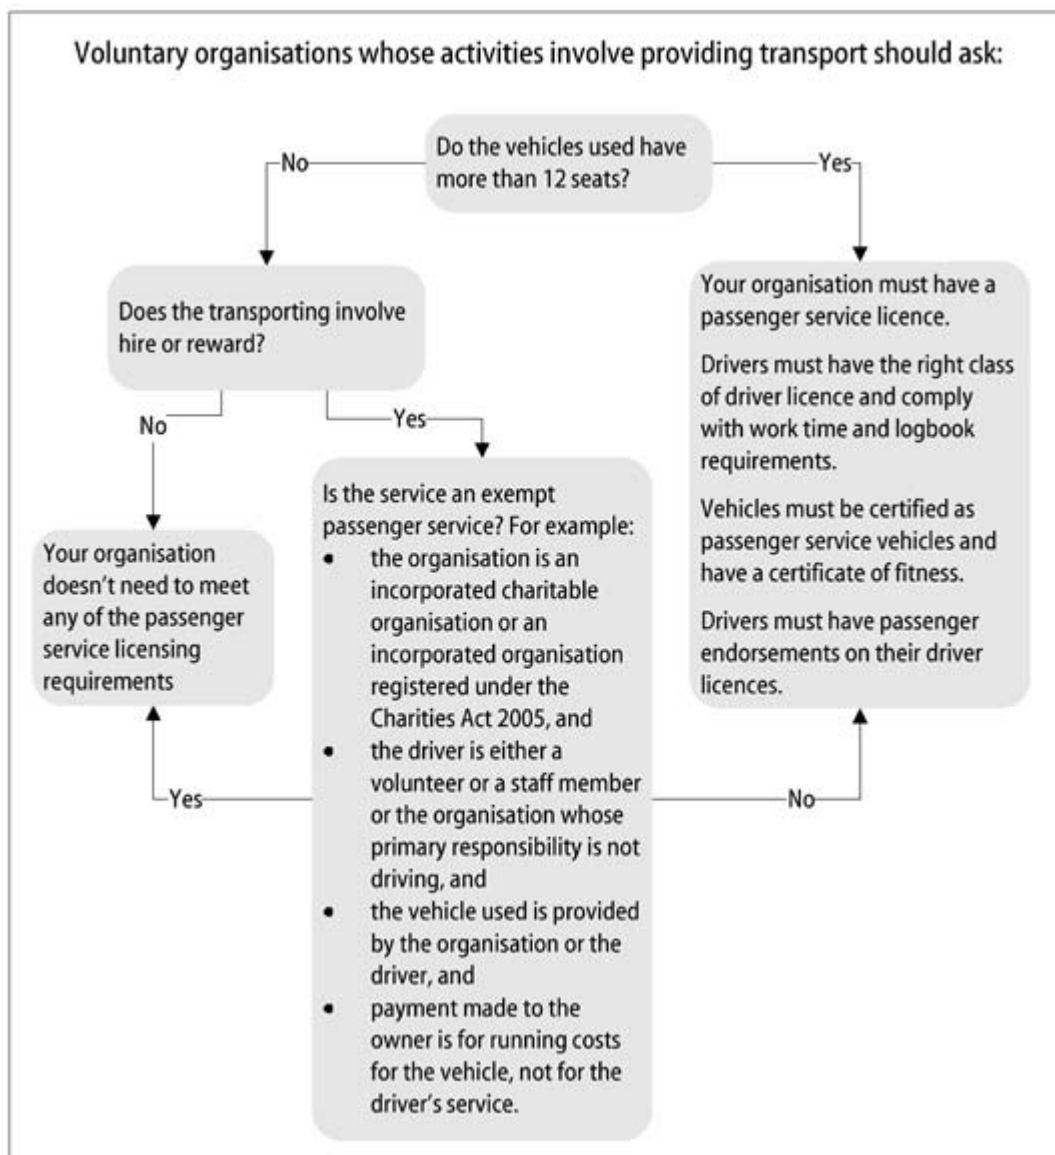 Voluntary organisations whose activities involve providing transport should ask:
Do the vehicles used have
more than 12 seats?
No
Yes
Does the transporting involve
hire or reward?
No
Yes
Your organisation
doesn't need to meet
any of the passenger
service licensing
requirements
Is the service an exempt
passenger service? For example:
• the organisation is an
incorporated charitable
organisation or an
incorporated organisation
registered under the
Charities Act 2005, and
• the driver is either a
volunteer or a staff member
or the organisation whose
primary responsibility is not
driving, and
• the vehicle used is provided
by the organisation or the
driver, and
• payment made to the
owner is for running costs
for the vehicle, not for the
driver's service.
Yes
No
Your organisation must have a
passenger service licence.
Drivers must have the right class
of driver licence and comply
with work time and logbook
requirements.
Vehicles must be certified as
passenger service vehicles and
have a certificate of fitness.
Drivers must have passenger
endorsements on their driver
licences.